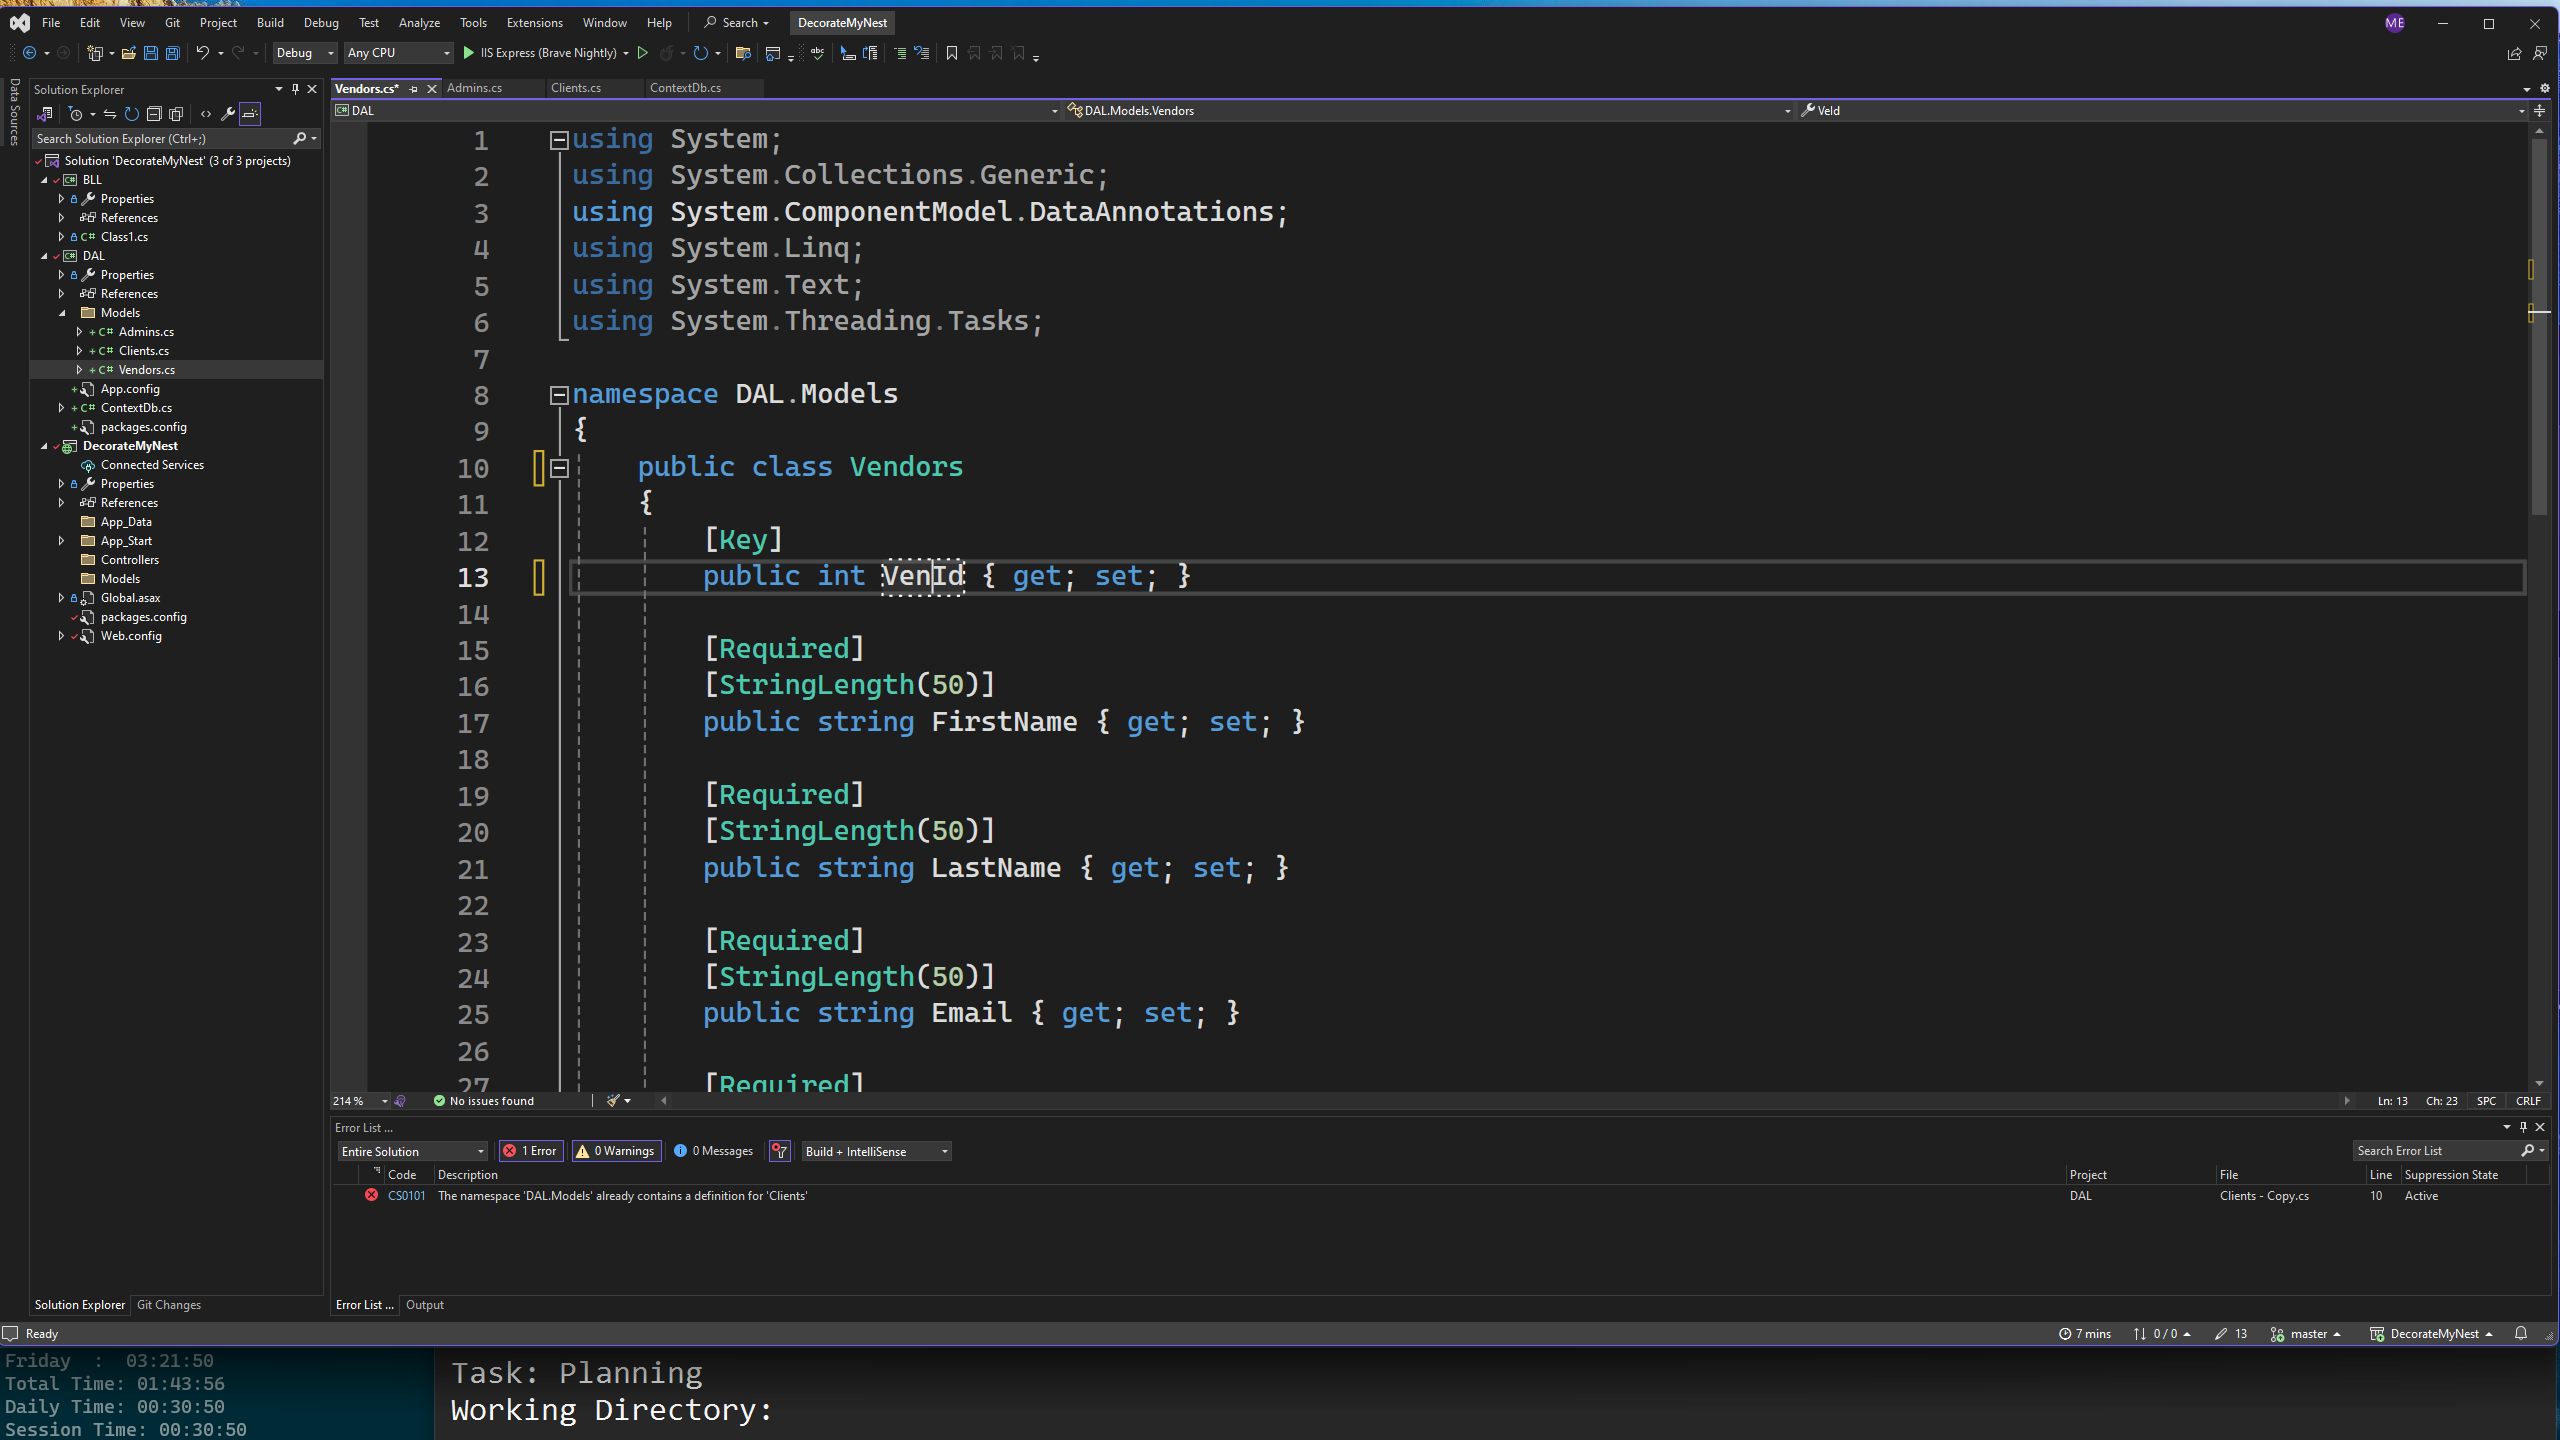 File Edit View Git Project Build Debug Test Analyze Tools Extensions Window Help Search DecorateMyNest ME
Debug Any CPU IIS Express (Brave Nightly)
Data Sources
Solution Explorer
Search Solution Explorer (Ctrl+;)
Solution 'DecorateMyNest' (3 of 3 projects)
BLL
Properties
References
C# Class1.cs
DAL
Properties
References
Models
C# Admins.cs
C# Clients.cs
C# Vendors.cs
App.config
C# ContextDb.cs
packages.config
DecorateMyNest
Connected Services
Properties
References
App_Data
App_Start
Controllers
Models
Global.asax
packages.config
Web.config
Solution Explorer Git Changes
Vendors.cs* Admins.cs Clients.cs ContextDb.cs
DAL DAL.Models.Vendors VeId
1 using System;
2 using System.Collections.Generic;
3 using System.ComponentModel.DataAnnotations;
4 using System.Linq;
5 using System.Text;
6 using System.Threading.Tasks;
7
8 namespace DAL.Models
9 {
10 public class Vendors
11 {
12 [Key]
13 public int VenId { get; set; }
14
15 [Required]
16 [StringLength(50)]
17 public string FirstName { get; set; }
18
19 [Required]
20 [StringLength(50)]
21 public string LastName { get; set; }
22
23 [Required]
24 [StringLength(50)]
25 public string Email { get; set; }
26
27 [Required]
214 % No issues found Ln: 13 Ch: 23 SPC CRLF
Error List ...
Entire Solution 1 Error 0 Warnings 0 Messages Build + IntelliSense Search Error List
Code Description Project File Line Suppression State
CS0101 The namespace 'DAL.Models' already contains a definition for 'Clients' DAL Clients - Copy.cs 10 Active
Error List ... Output
Ready 7 mins 0 / 0 13 master DecorateMyNest
Friday : 03:21:50
Total Time: 01:43:56
Daily Time: 00:30:50
Session Time: 00:30:50
Task: Planning
Working Directory: